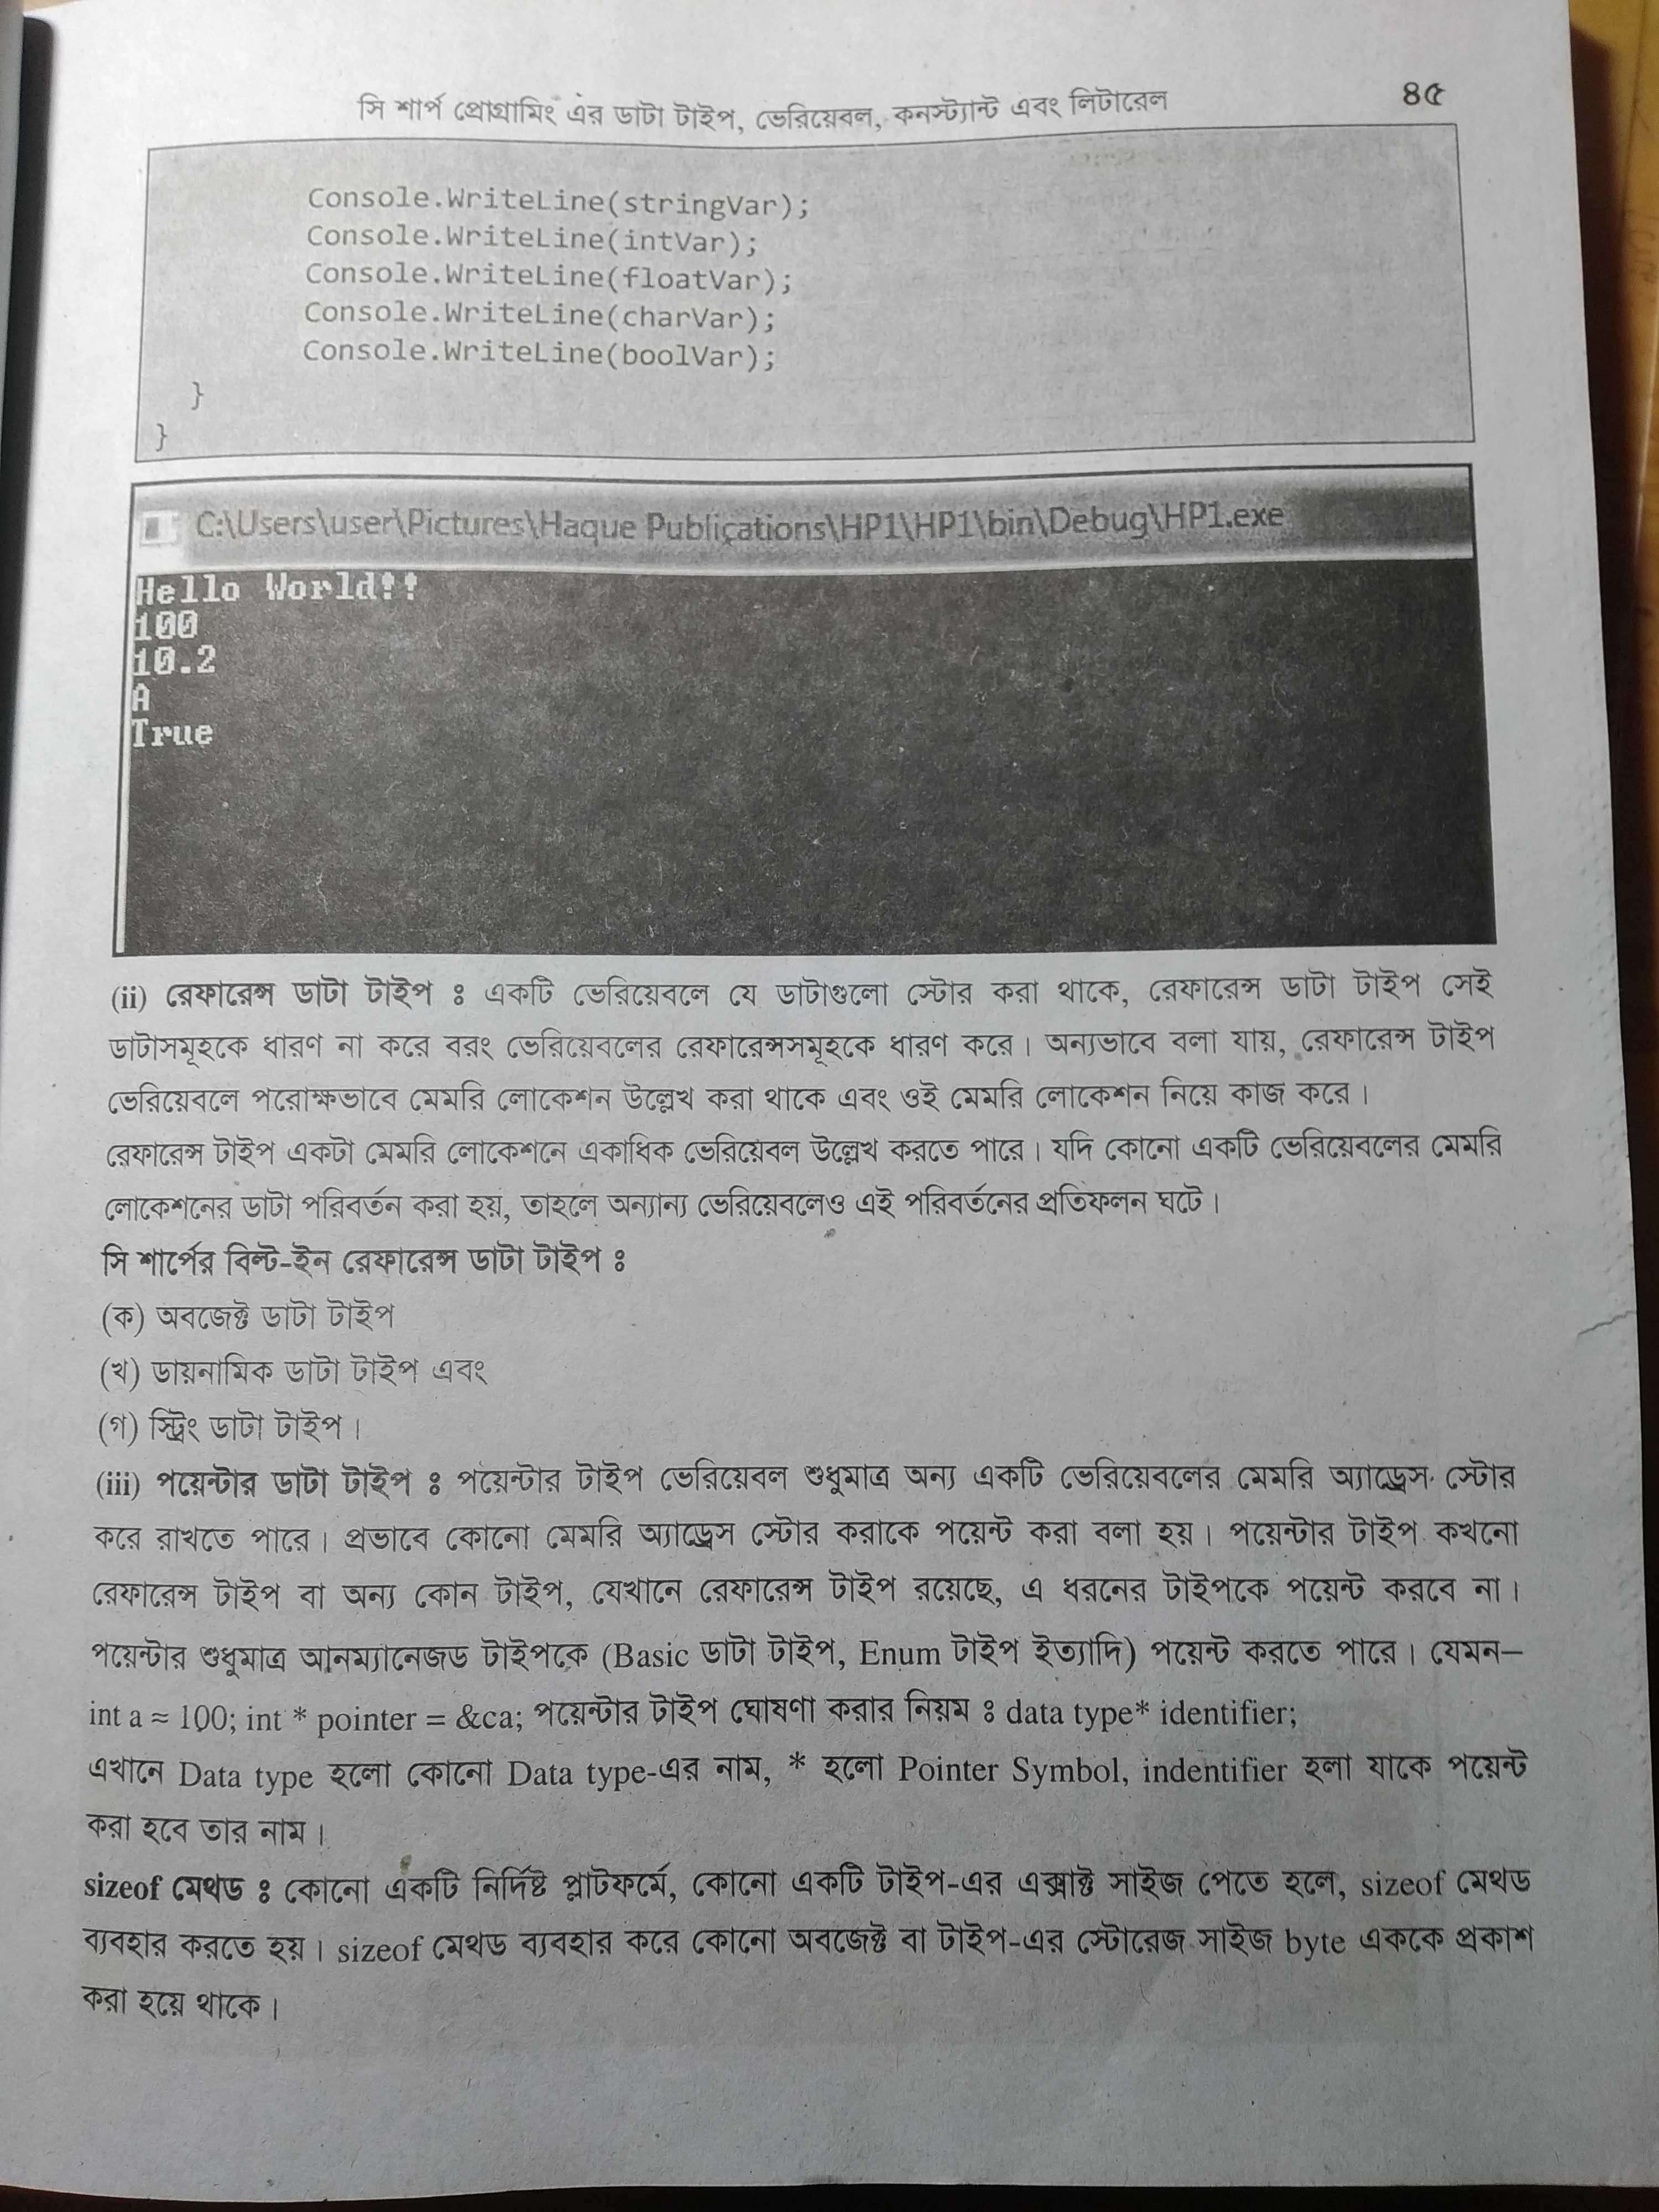 সি শার্প প্রোগ্রামিং এর ডাটা টাইপ, ভেরিয়েবল, কনস্ট্যান্ট এবং লিটারেল ৪৫
Console.WriteLine(stringVar);
Console.WriteLine(intVar);
Console.WriteLine(floatVar);
Console.WriteLine(charVar);
Console.WriteLine(boolVar);
}
}
C:\Users\user\Pictures\Haque Publications\HP1\HP1\bin\Debug\HP1.exe
Hello World!!
100
10.2
A
True
(ii) রেফারেন্স ডাটা টাইপ ঃ একটি ভেরিয়েবলে যে ডাটাগুলো স্টোর করা থাকে, রেফারেন্স ডাটা টাইপ সেই
ডাটাসমূহকে ধারণ না করে বরং ভেরিয়েবলের রেফারেন্সসমূহকে ধারণ করে। অন্যভাবে বলা যায়, রেফারেন্স টাইপ
ভেরিয়েবলে পরোক্ষভাবে মেমরি লোকেশন উল্লেখ করা থাকে এবং ওই মেমরি লোকেশন নিয়ে কাজ করে।
রেফারেন্স টাইপ একটা মেমরি লোকেশনে একাধিক ভেরিয়েবল উল্লেখ করতে পারে। যদি কোনো একটি ভেরিয়েবলের মেমরি
লোকেশনের ডাটা পরিবর্তন করা হয়, তাহলে অন্যান্য ভেরিয়েবলেও এই পরিবর্তনের প্রতিফলন ঘটে।
সি শার্পের বিল্ট-ইন রেফারেন্স ডাটা টাইপ ঃ
(ক) অবজেক্ট ডাটা টাইপ
(খ) ডায়নামিক ডাটা টাইপ এবং
(গ) স্ট্রিং ডাটা টাইপ।
(iii) পয়েন্টার ডাটা টাইপ ঃ পয়েন্টার টাইপ ভেরিয়েবল শুধুমাত্র অন্য একটি ভেরিয়েবলের মেমরি অ্যাড্রেস স্টোর
করে রাখতে পারে। প্রভাবে কোনো মেমরি অ্যাড্রেস স্টোর করাকে পয়েন্ট করা বলা হয়। পয়েন্টার টাইপ কখনো
রেফারেন্স টাইপ বা অন্য কোন টাইপ, যেখানে রেফারেন্স টাইপ রয়েছে, এ ধরনের টাইপকে পয়েন্ট করবে না।
পয়েন্টার শুধুমাত্র আনম্যানেজড টাইপকে (Basic ডাটা টাইপ, Enum টাইপ ইত্যাদি) পয়েন্ট করতে পারে। যেমন–
int a ≈ 100; int * pointer = &ca; পয়েন্টার টাইপ ঘোষণা করার নিয়ম ঃ data type* identifier;
এখানে Data type হলো কোনো Data type-এর নাম, * হলো Pointer Symbol, indentifier হলা যাকে পয়েন্ট
করা হবে তার নাম।
sizeof মেথড ঃ কোনো একটি নির্দিষ্ট প্লাটফর্মে, কোনো একটি টাইপ-এর এক্সাক্ট সাইজ পেতে হলে, sizeof মেথড
ব্যবহার করতে হয়। sizeof মেথড ব্যবহার করে কোনো অবজেক্ট বা টাইপ-এর স্টোরেজ সাইজ byte এককে প্রকাশ
করা হয়ে থাকে।